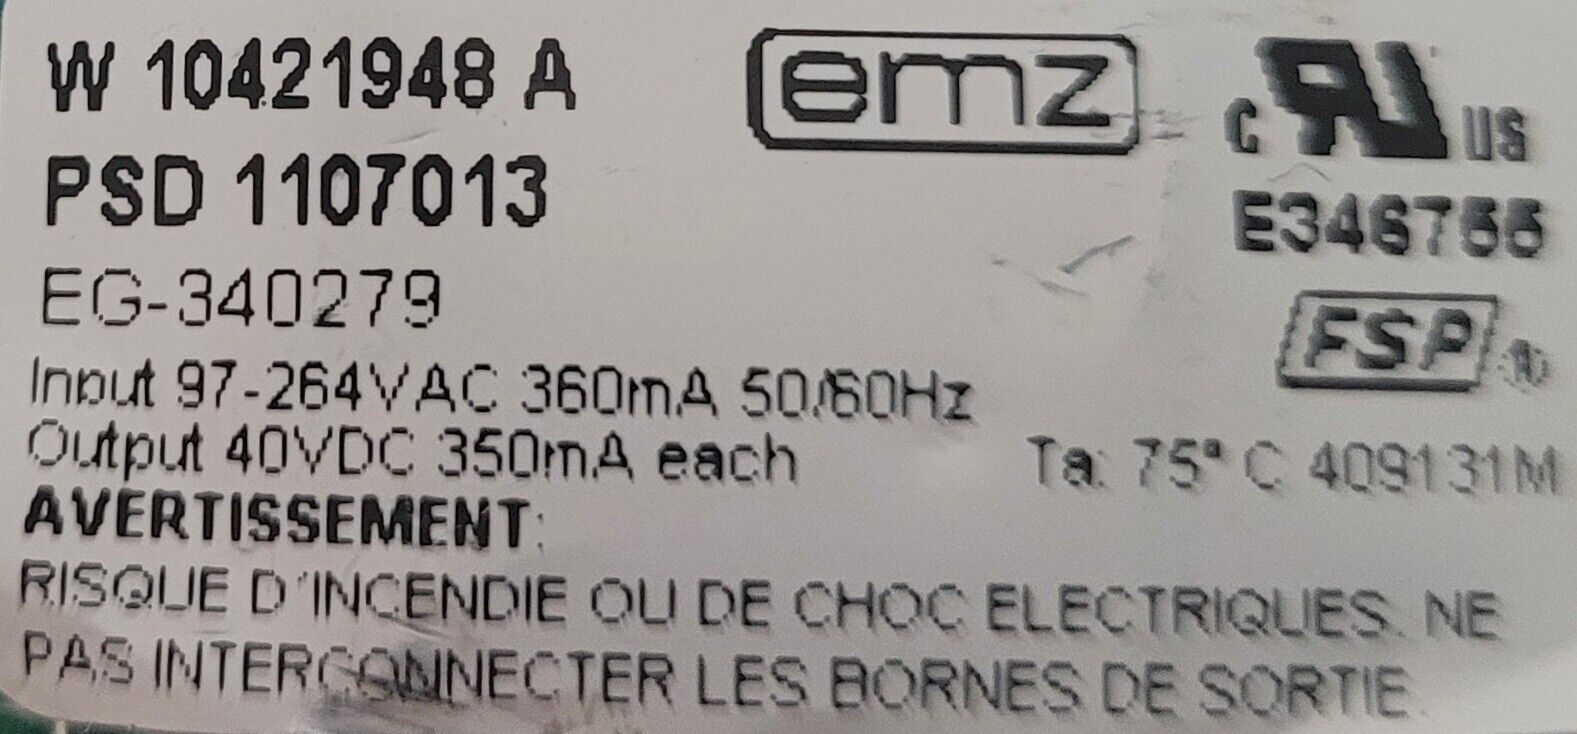 W 10421948 A
PSD 1107013
EG-340279
Input 97-264VAC 360mA 50/60Hz
Output 40VDC 350mA each
AVERTISSEMENT:
RISQUE D'INCENDIE OU DE CHOC ELECTRIQUES. NE
PAS INTERCONNECTER LES BORNES DE SORTIE.
emz
C RU US
E346755
FSP ®
Ta: 75° C 409131M